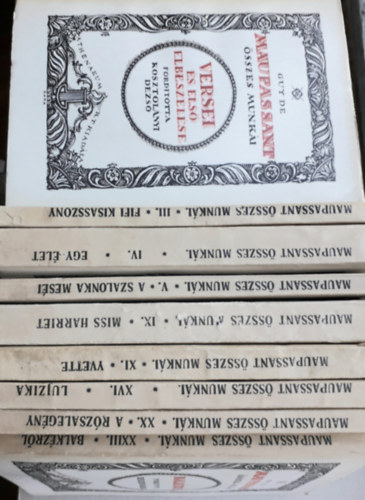 GUY DE
MAUPASSANT
ÖSSZES MUNKÁI
VERSEI
ÉS ELSŐ
ELBESZÉLÉSEI
FORDÍTOTTA
KOSZTOLÁNYI
DEZSŐ
ATHENAEUM
R.T. KIADÁSA
MAUPASSANT ÖSSZES MUNKÁI. • III. • FIFI KISASSZONY
MAUPASSANT ÖSSZES MUNKÁI. • IV. • EGY ÉLET
MAUPASSANT ÖSSZES MUNKÁI. • V. • A SZALONKA MESÉI
MAUPASSANT ÖSSZES MUNKÁI. • IX. • MISS HARRIET
MAUPASSANT ÖSSZES MUNKÁI. • XI. • YVETTE
MAUPASSANT ÖSSZES MUNKÁI. • XVI. • LUJZIKA
MAUPASSANT ÖSSZES MUNKÁI. • XX. • A RÓZSALEGÉNY
MAUPASSANT ÖSSZES MUNKÁI. • XXIII. • BALKÉZRŐL